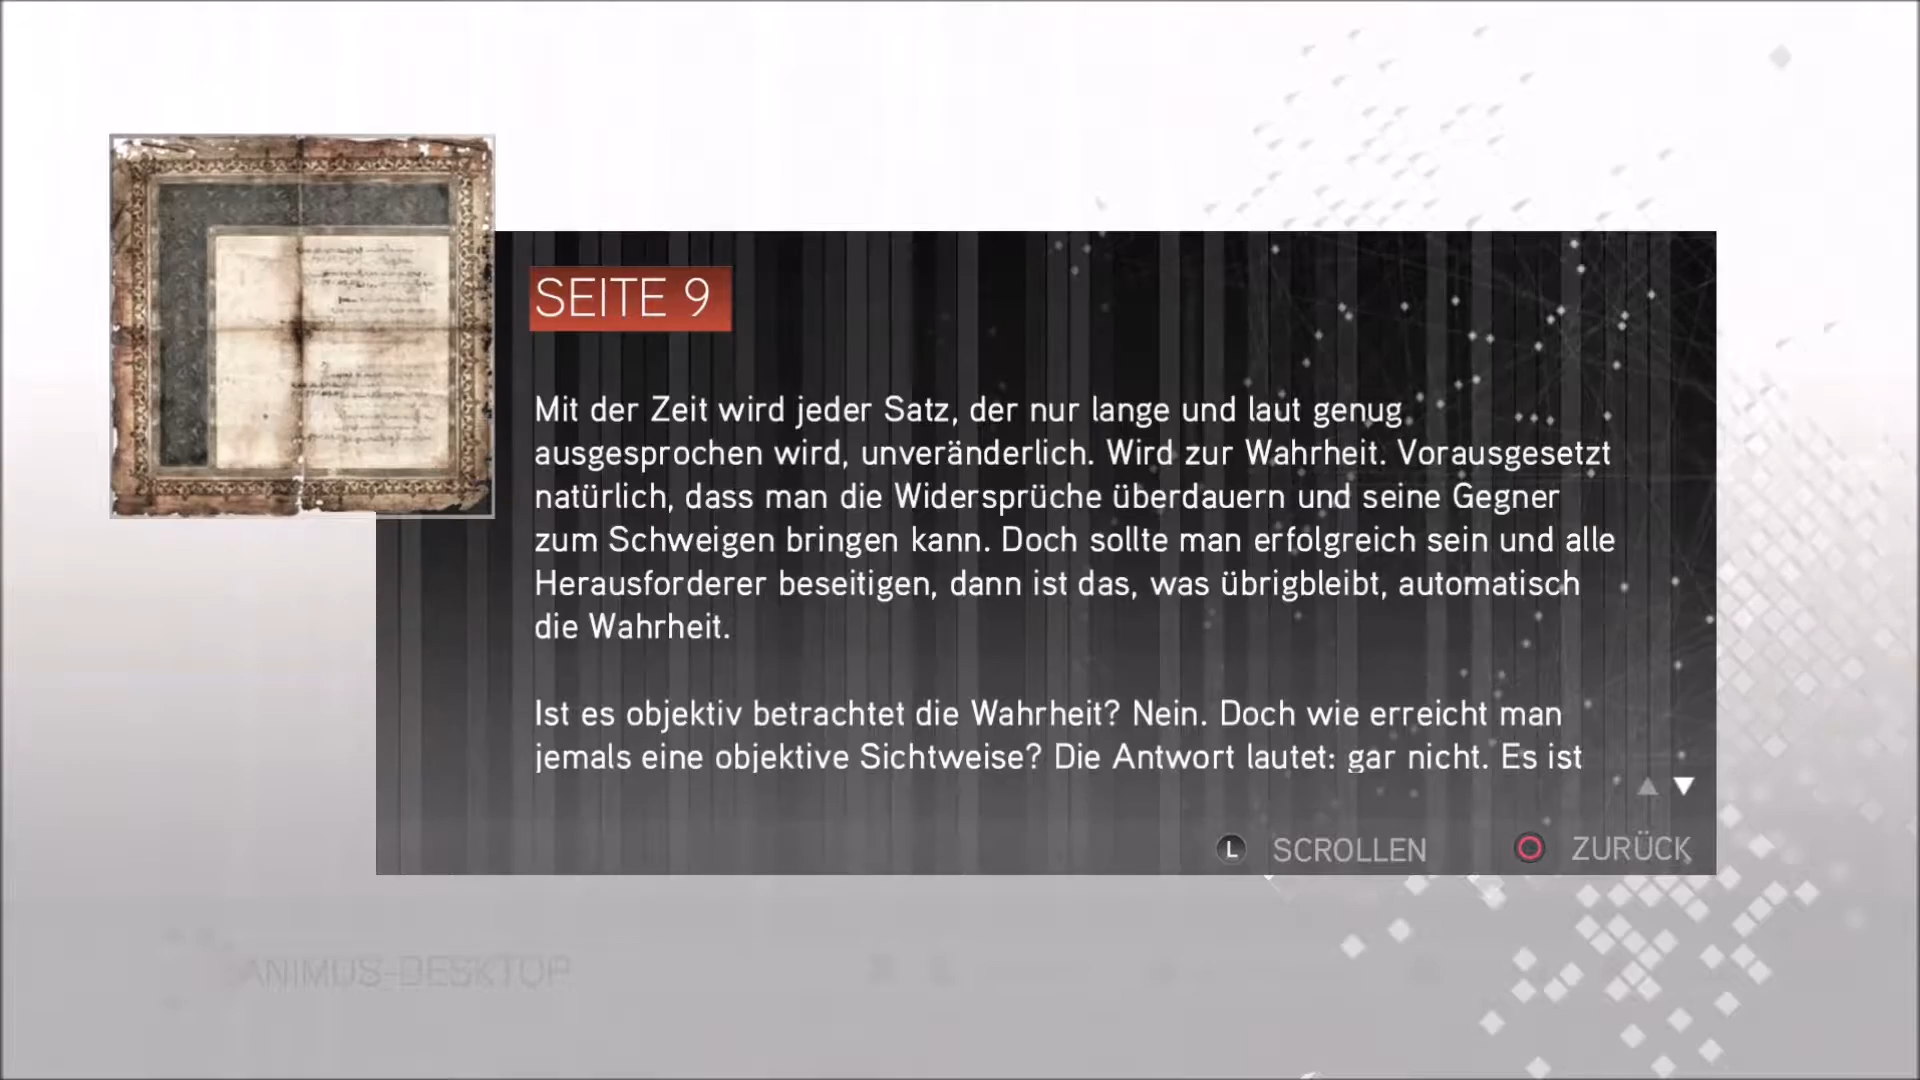 SEITE 9
Mit der Zeit wird jeder Satz, der nur lange und laut genug
ausgesprochen wird, unveränderlich. Wird zur Wahrheit. Vorausgesetzt
natürlich, dass man die Widersprüche überdauern und seine Gegner
zum Schweigen bringen kann. Doch sollte man erfolgreich sein und alle
Herausforderer beseitigen, dann ist das, was übrigbleibt, automatisch
die Wahrheit.
Ist es objektiv betrachtet die Wahrheit? Nein. Doch wie erreicht man
jemals eine objektive Sichtweise? Die Antwort lautet: gar nicht. Es ist
L SCROLLEN ZURÜCK
ANIMUS-DESKTOP